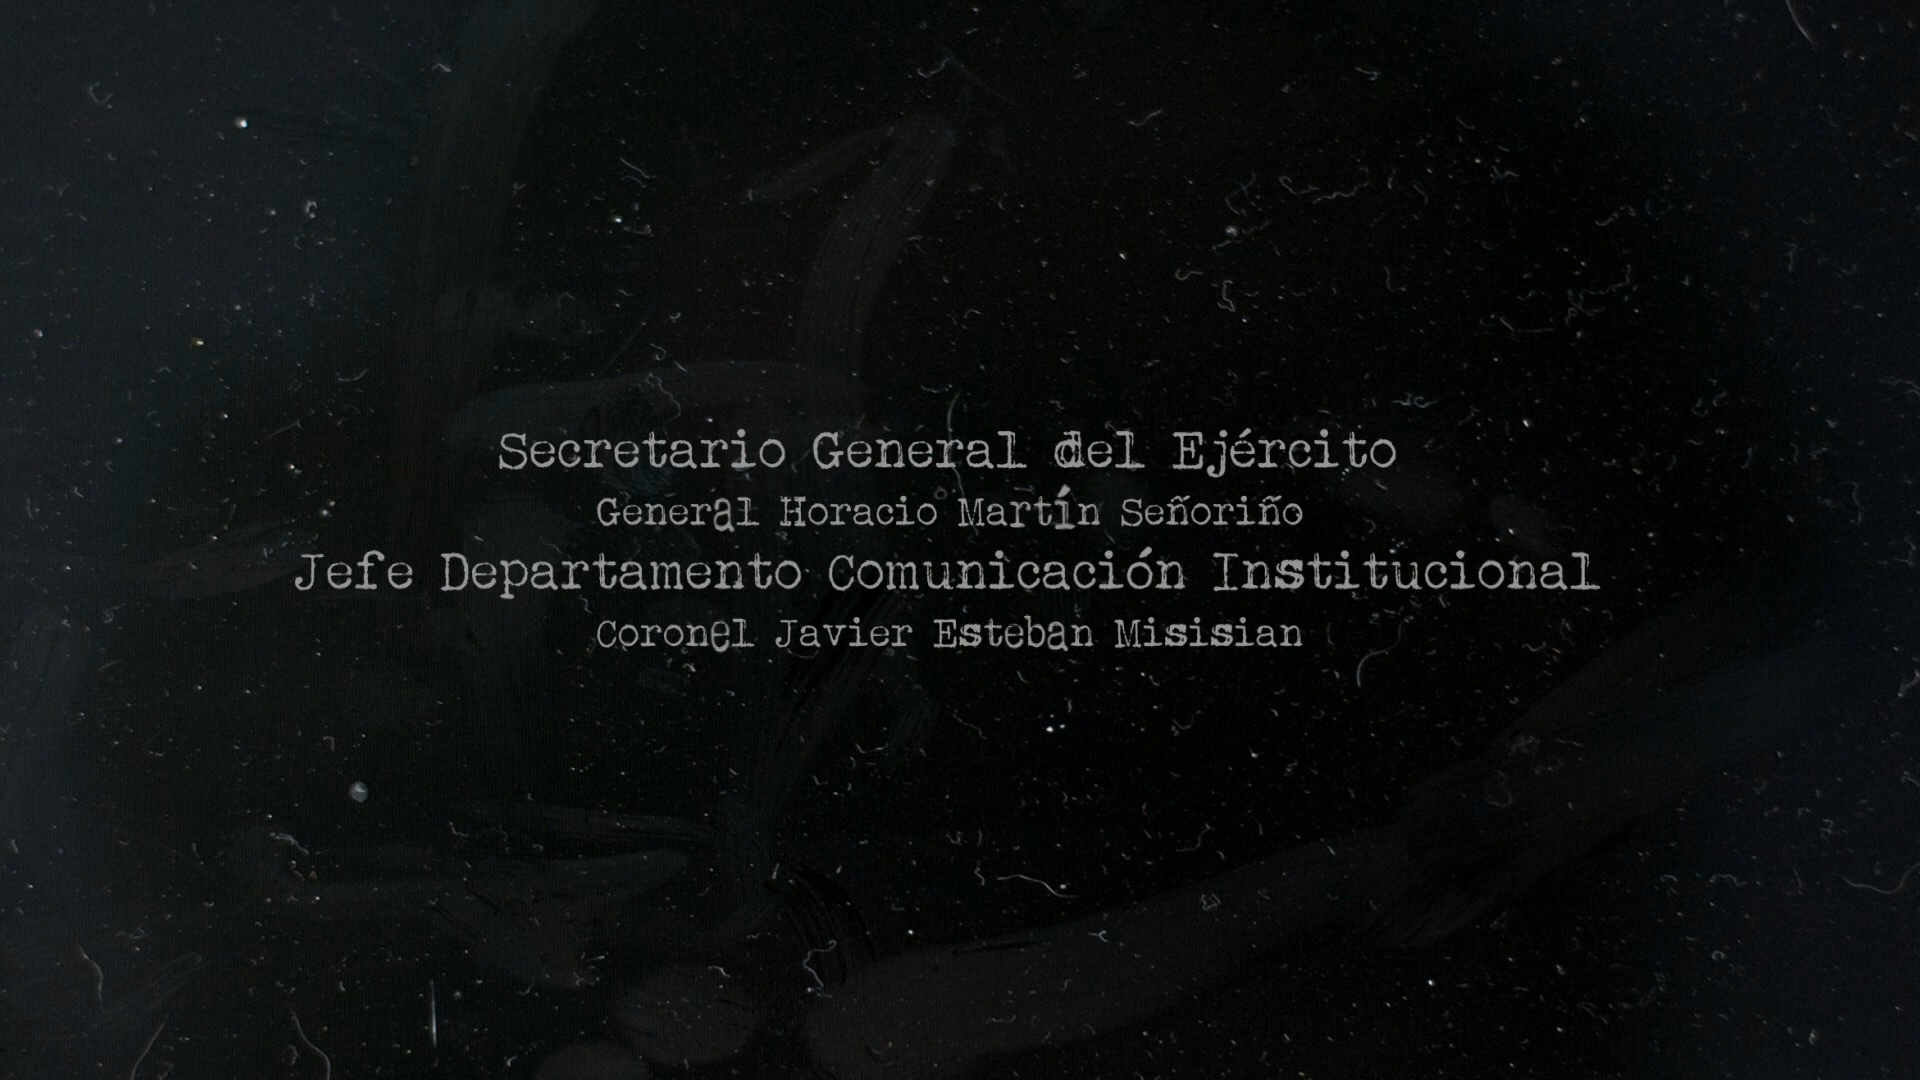 Secretario General del Ejército
General Horacio Martín Señoriño
Jefe Departamento Comunicación Institucional
Coronel Javier Esteban Misisian